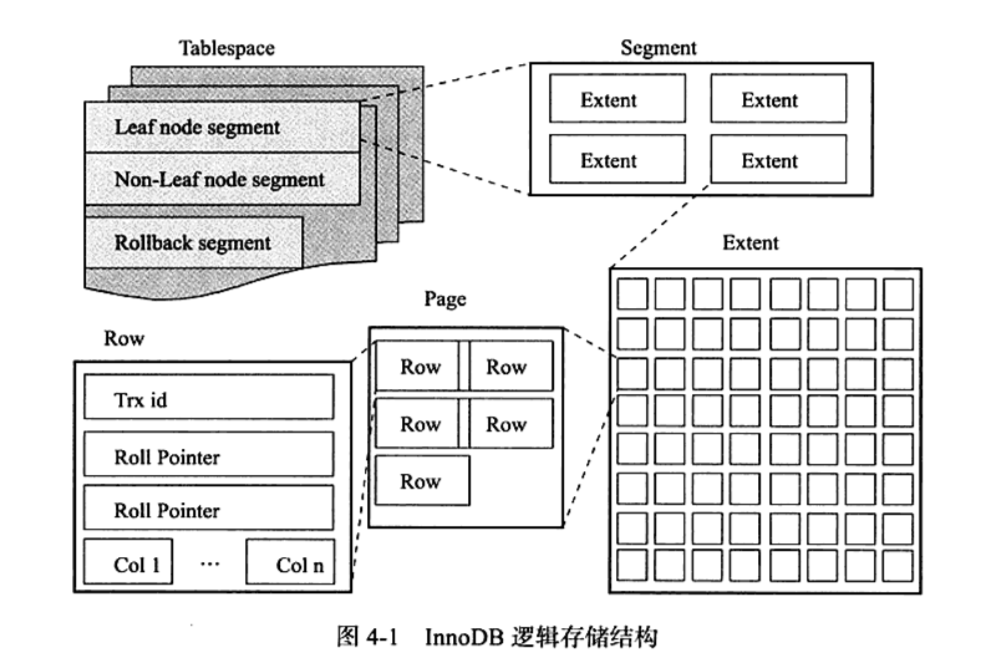 Tablespace
Leaf node segment
Non-Leaf node segment
Rollback segment
Segment
Extent Extent
Extent Extent
Extent
Page
Row Row
Row Row
Row
Row
Trx id
Roll Pointer
Roll Pointer
Col 1 … Col n
图 4-1 InnoDB 逻辑存储结构